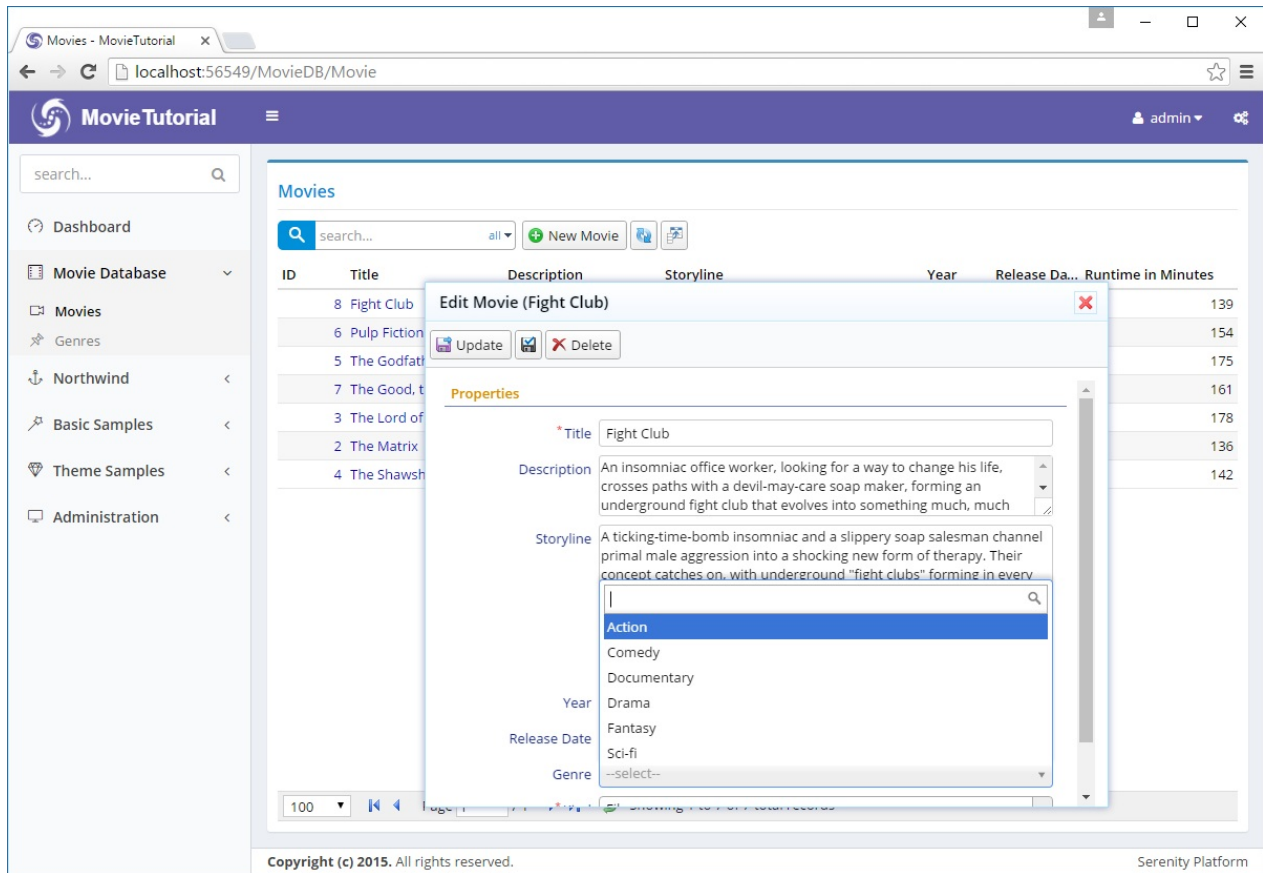 Movies - MovieTutorial
localhost:56549/MovieDB/Movie
MovieTutorial
admin
search...
Dashboard
Movie Database
Movies
Genres
Northwind
Basic Samples
Theme Samples
Administration
Movies
search... all New Movie
ID Title Description Storyline Year Release Da... Runtime in Minutes
8 Fight Club 139
6 Pulp Fiction 154
5 The Godfath 175
7 The Good, t 161
3 The Lord of 178
2 The Matrix 136
4 The Shawsh 142
Edit Movie (Fight Club)
Update Delete
Properties
*Title Fight Club
Description An insomniac office worker, looking for a way to change his life,
crosses paths with a devil-may-care soap maker, forming an
underground fight club that evolves into something much, much
Storyline A ticking-time-bomb insomniac and a slippery soap salesman channel
primal male aggression into a shocking new form of therapy. Their
concept catches on, with underground "fight clubs" forming in every
Action
Comedy
Documentary
Year Drama
Fantasy
Release Date
Sci-fi
Genre --select--
100
Copyright (c) 2015. All rights reserved. Serenity Platform